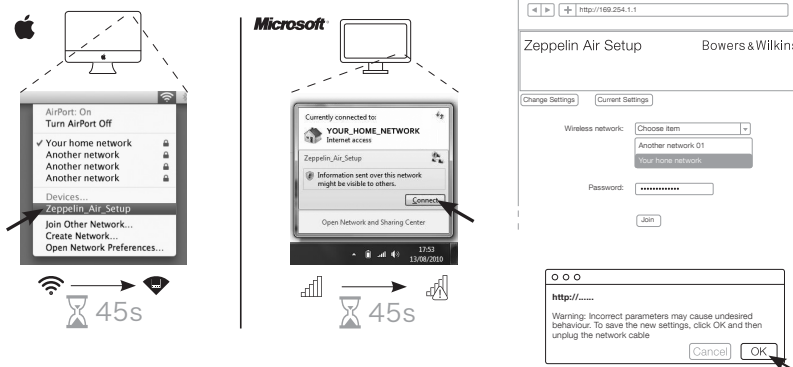 AirPort: On
Turn AirPort Off
✓ Your home network
Another network
Another network
Another network
Devices...
Zeppelin_Air_Setup
Join Other Network...
Create Network...
Open Network Preferences...
45s
Microsoft
Currently connected to:
YOUR_HOME_NETWORK
Internet access
Zeppelin_Air_Setup
Information sent over this network
might be visible to others.
Connect
Open Network and Sharing Center
17:53
13/08/2010
45s
http://169.254.1.1
Zeppelin Air Setup Bowers & Wilkins
Change Settings Current Settings
Wireless network: Choose item
Another network 01
Your hone network
Password: •••••••••••••
Join
http://......
Warning: Incorrect parameters may cause undesired
behaviour. To save the new settings, click OK and then
unplug the network cable
Cancel OK